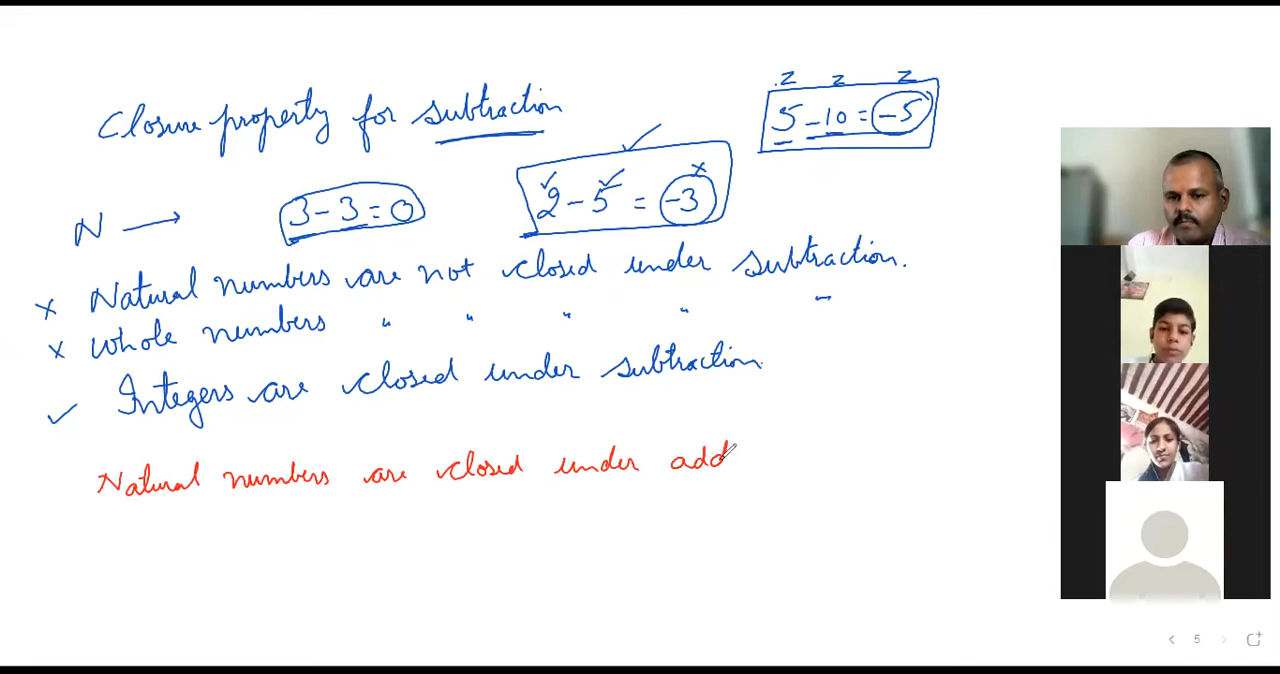 Closure property for subtraction
Z Z Z
5 - 10 = -5
N → 3 - 3 = 0 2 - 5 = -3
x Natural numbers are not closed under subtraction.
x Whole numbers " " " " "
✓ Integers are closed under subtraction.
Natural numbers are closed under add
< 5 >